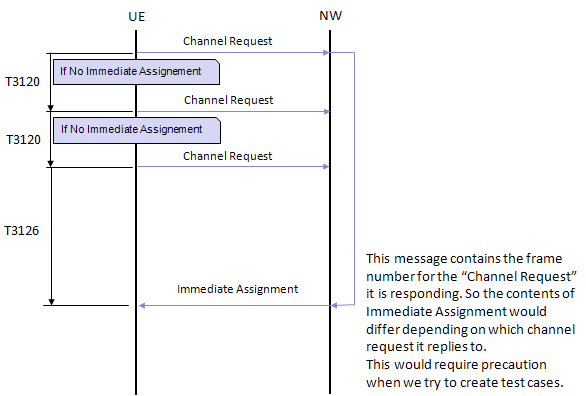 UE
NW
Channel Request
If No Immediate Assignement
T3120
Channel Request
If No Immediate Assignement
T3120
Channel Request
T3126
This message contains the frame
number for the “Channel Request”
it is responding. So the contents of
Immediate Assignment would
differ depending on which channel
request it replies to.
This would require precaution
when we try to create test cases.
Immediate Assignment